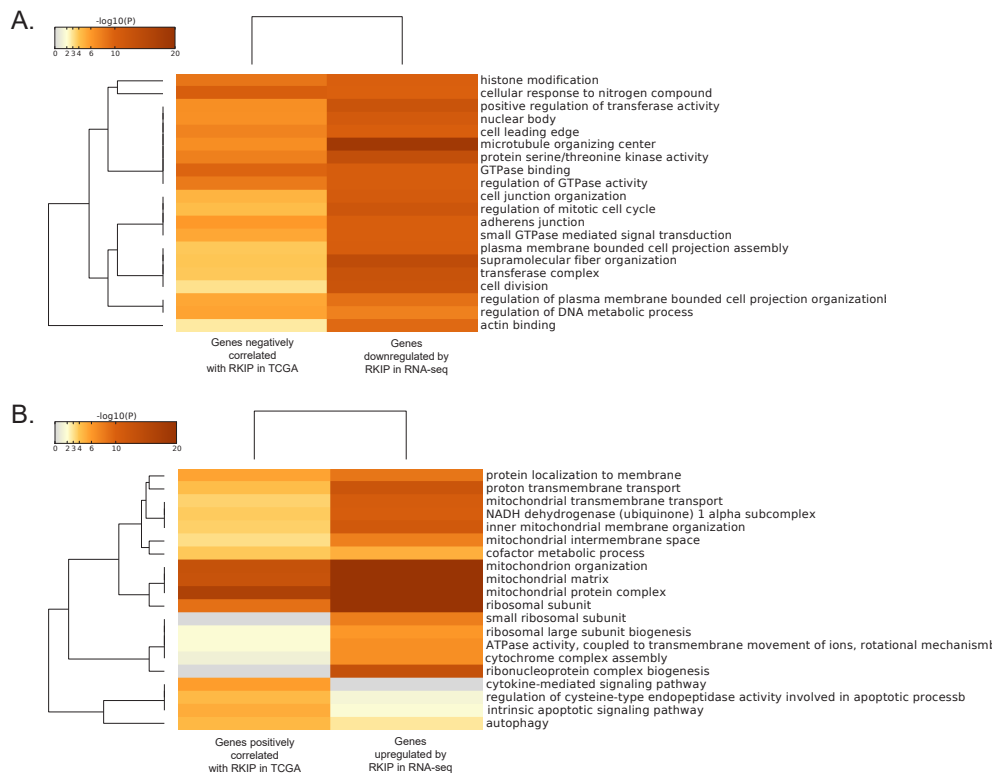 A.
-log10(P)
0 2 3 4 6 10 20
histone modification
cellular response to nitrogen compound
positive regulation of transferase activity
nuclear body
cell leading edge
microtubule organizing center
protein serine/threonine kinase activity
GTPase binding
regulation of GTPase activity
cell junction organization
regulation of mitotic cell cycle
adherens junction
small GTPase mediated signal transduction
plasma membrane bounded cell projection assembly
supramolecular fiber organization
transferase complex
cell division
regulation of plasma membrane bounded cell projection organizationl
regulation of DNA metabolic process
actin binding
Genes negatively
correlated
with RKIP in TCGA
Genes
downregulated by
RKIP in RNA-seq
B.
-log10(P)
0 2 3 4 6 10 20
protein localization to membrane
proton transmembrane transport
mitochondrial transmembrane transport
NADH dehydrogenase (ubiquinone) 1 alpha subcomplex
inner mitochondrial membrane organization
mitochondrial intermembrane space
cofactor metabolic process
mitochondrion organization
mitochondrial matrix
mitochondrial protein complex
ribosomal subunit
small ribosomal subunit
ribosomal large subunit biogenesis
ATPase activity, coupled to transmembrane movement of ions, rotational mechanismb
cytochrome complex assembly
ribonucleoprotein complex biogenesis
cytokine-mediated signaling pathway
regulation of cysteine-type endopeptidase activity involved in apoptotic processb
intrinsic apoptotic signaling pathway
autophagy
Genes positively
correlated
with RKIP in TCGA
Genes
upregulated by
RKIP in RNA-seq